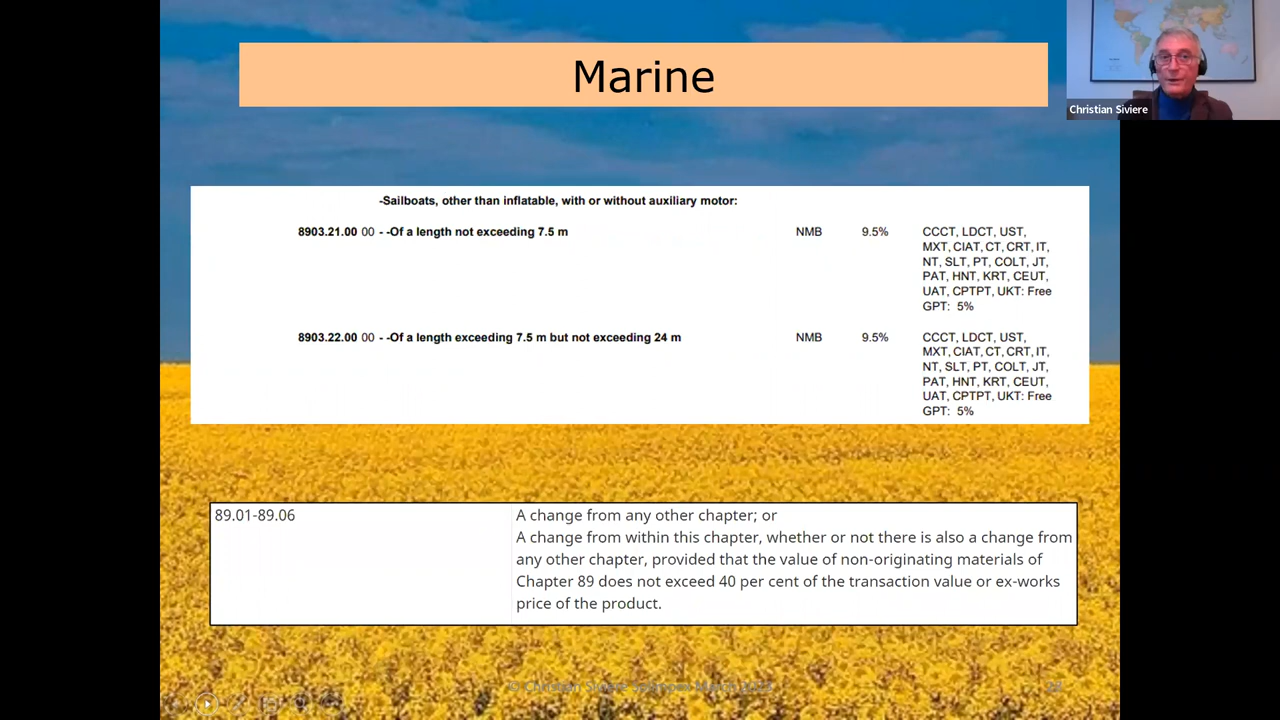 Marine
Christian Siviere
-Sailboats, other than inflatable, with or without auxiliary motor:
8903.21.00 00 - -Of a length not exceeding 7.5 m NMB 9.5% CCCT, LDCT, UST,
MXT, CIAT, CT, CRT, IT,
NT, SLT, PT, COLT, JT,
PAT, HNT, KRT, CEUT,
UAT, CPTPT, UKT: Free
GPT: 5%
8903.22.00 00 - -Of a length exceeding 7.5 m but not exceeding 24 m NMB 9.5% CCCT, LDCT, UST,
MXT, CIAT, CT, CRT, IT,
NT, SLT, PT, COLT, JT,
PAT, HNT, KRT, CEUT,
UAT, CPTPT, UKT: Free
GPT: 5%
89.01-89.06 A change from any other chapter; or
A change from within this chapter, whether or not there is also a change from
any other chapter, provided that the value of non-originating materials of
Chapter 89 does not exceed 40 per cent of the transaction value or ex-works
price of the product.
© Christian Siviere